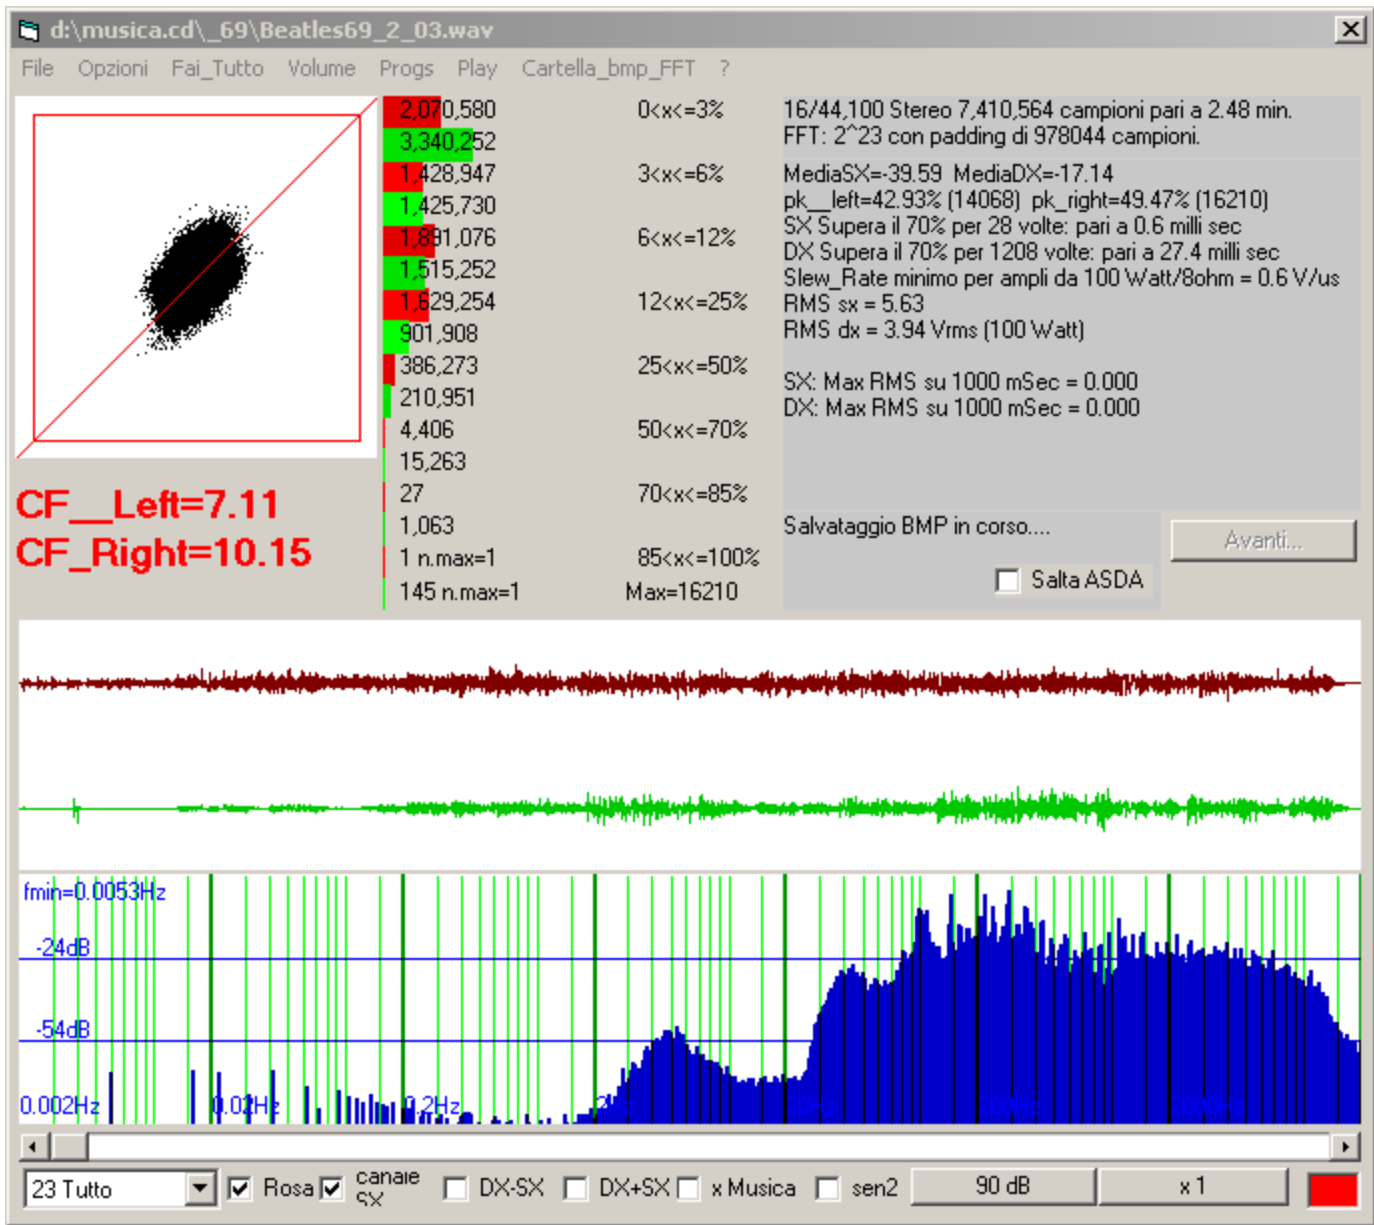 d:\musica.cd\_69\Beatles69_2_03.wav
File Opzioni Fai_Tutto Volume Progs Play Cartella_bmp_FFT ?
2,070,580 0<x<=3%
3,340,252
1,428,947 3<x<=6%
1,425,730
1,891,076 6<x<=12%
1,515,252
1,629,254 12<x<=25%
901,908
386,273 25<x<=50%
210,951
4,406 50<x<=70%
15,263
27 70<x<=85%
1,063
1 n.max=1 85<x<=100%
145 n.max=1 Max=16210
CF__Left=7.11
CF_Right=10.15
16/44,100 Stereo 7,410,564 campioni pari a 2.48 min.
FFT: 2^23 con padding di 978044 campioni.
MediaSX=-39.59 MediaDX=-17.14
pk__left=42.93% (14068) pk_right=49.47% (16210)
SX Supera il 70% per 28 volte: pari a 0.6 milli sec
DX Supera il 70% per 1208 volte: pari a 27.4 milli sec
Slew_Rate minimo per ampli da 100 Watt/8ohm = 0.6 V/us
RMS sx = 5.63
RMS dx = 3.94 Vrms (100 Watt)
SX: Max RMS su 1000 mSec = 0.000
DX: Max RMS su 1000 mSec = 0.000
Salvataggio BMP in corso....
Avanti...
Salta ASDA
fmin=0.0053Hz
-24dB
-54dB
0.002Hz 0.02Hz 0.2Hz 2Hz 20Hz 200Hz 2000Hz
23 Tutto Rosa canale SX DX-SX DX+SX x Musica sen2 90 dB x 1